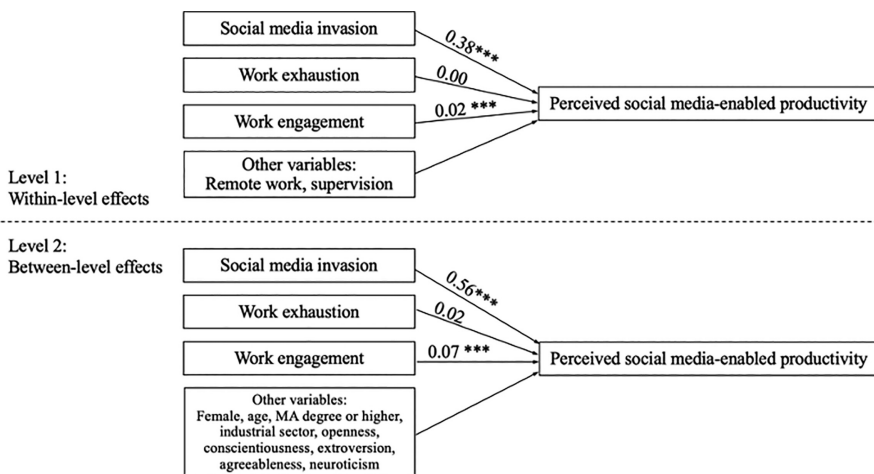 Social media invasion
0.38***
Work exhaustion
0.00
Perceived social media-enabled productivity
Work engagement
0.02 ***
Other variables:
Remote work, supervision
Level 1:
Within-level effects
Level 2:
Between-level effects
Social media invasion
0.56***
Work exhaustion
0.02
Work engagement
0.07 ***
Perceived social media-enabled productivity
Other variables:
Female, age, MA degree or higher,
industrial sector, openness,
conscientiousness, extroversion,
agreeableness, neuroticism